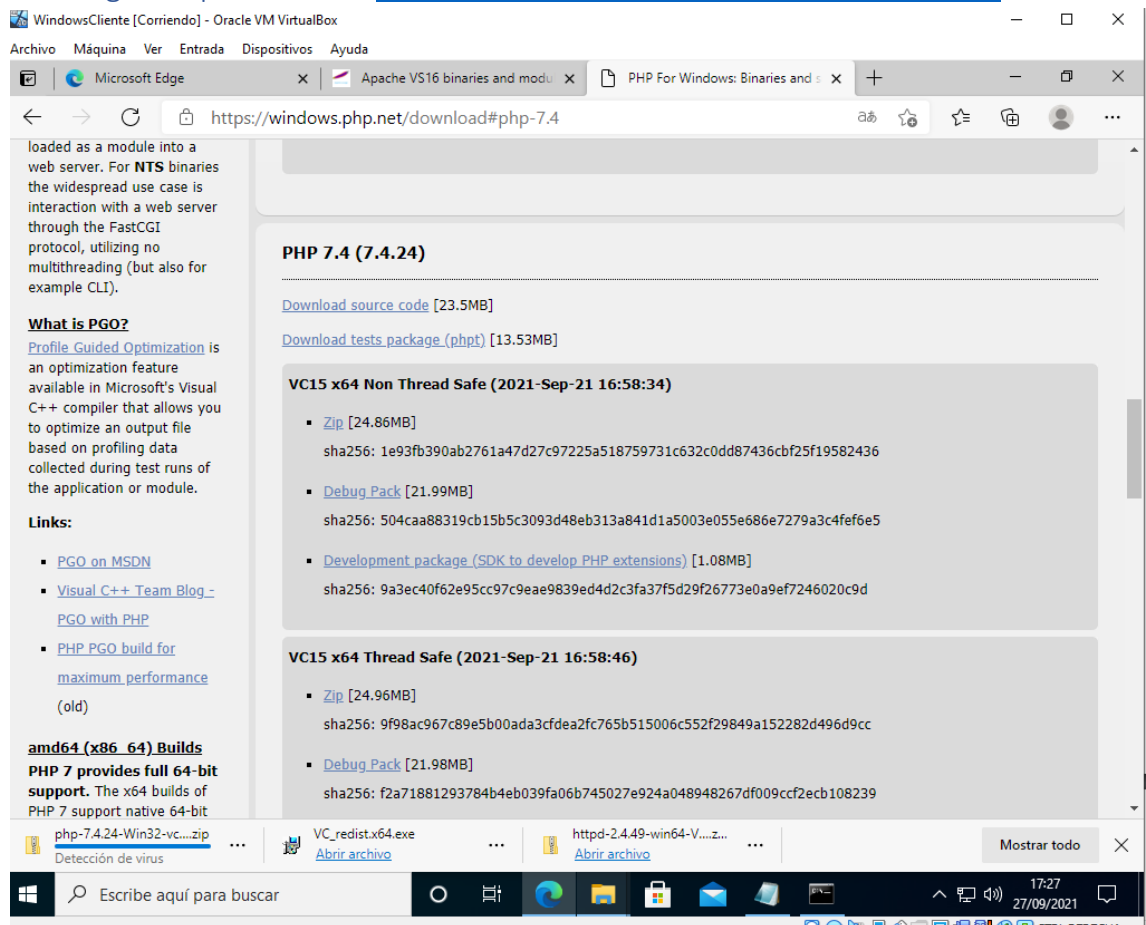 WindowsCliente [Corriendo] - Oracle VM VirtualBox
Archivo Máquina Ver Entrada Dispositivos Ayuda
Microsoft Edge
Apache VS16 binaries and modu
PHP For Windows: Binaries and s
https://windows.php.net/download#php-7.4
loaded as a module into a
web server. For NTS binaries
the widespread use case is
interaction with a web server
through the FastCGI
protocol, utilizing no
multithreading (but also for
example CLI).
What is PGO?
Profile Guided Optimization is
an optimization feature
available in Microsoft's Visual
C++ compiler that allows you
to optimize an output file
based on profiling data
collected during test runs of
the application or module.
Links:
PGO on MSDN
Visual C++ Team Blog -
PGO with PHP
PHP PGO build for
maximum performance
(old)
amd64 (x86_64) Builds
PHP 7 provides full 64-bit
support. The x64 builds of
PHP 7 support native 64-bit
PHP 7.4 (7.4.24)
Download source code [23.5MB]
Download tests package (phpt) [13.53MB]
VC15 x64 Non Thread Safe (2021-Sep-21 16:58:34)
Zip [24.86MB]
sha256: 1e93fb390ab2761a47d27c97225a518759731c632c0dd87436cbf25f19582436
Debug Pack [21.99MB]
sha256: 504caa88319cb15b5c3093d48eb313a841d1a5003e055e686e7279a3c4fef6e5
Development package (SDK to develop PHP extensions) [1.08MB]
sha256: 9a3ec40f62e95cc97c9eae9839ed4d2c3fa37f5d29f26773e0a9ef7246020c9d
VC15 x64 Thread Safe (2021-Sep-21 16:58:46)
Zip [24.96MB]
sha256: 9f98ac967c89e5b00ada3cfdea2fc765b515006c552f29849a152282d496d9cc
Debug Pack [21.98MB]
sha256: f2a71881293784b4eb039fa06b745027e924a048948267df009ccf2ecb108239
php-7.4.24-Win32-vc....zip
Detección de virus
VC_redist.x64.exe
Abrir archivo
httpd-2.4.49-win64-V....z...
Abrir archivo
Mostrar todo
Escribe aquí para buscar
17:27
27/09/2021